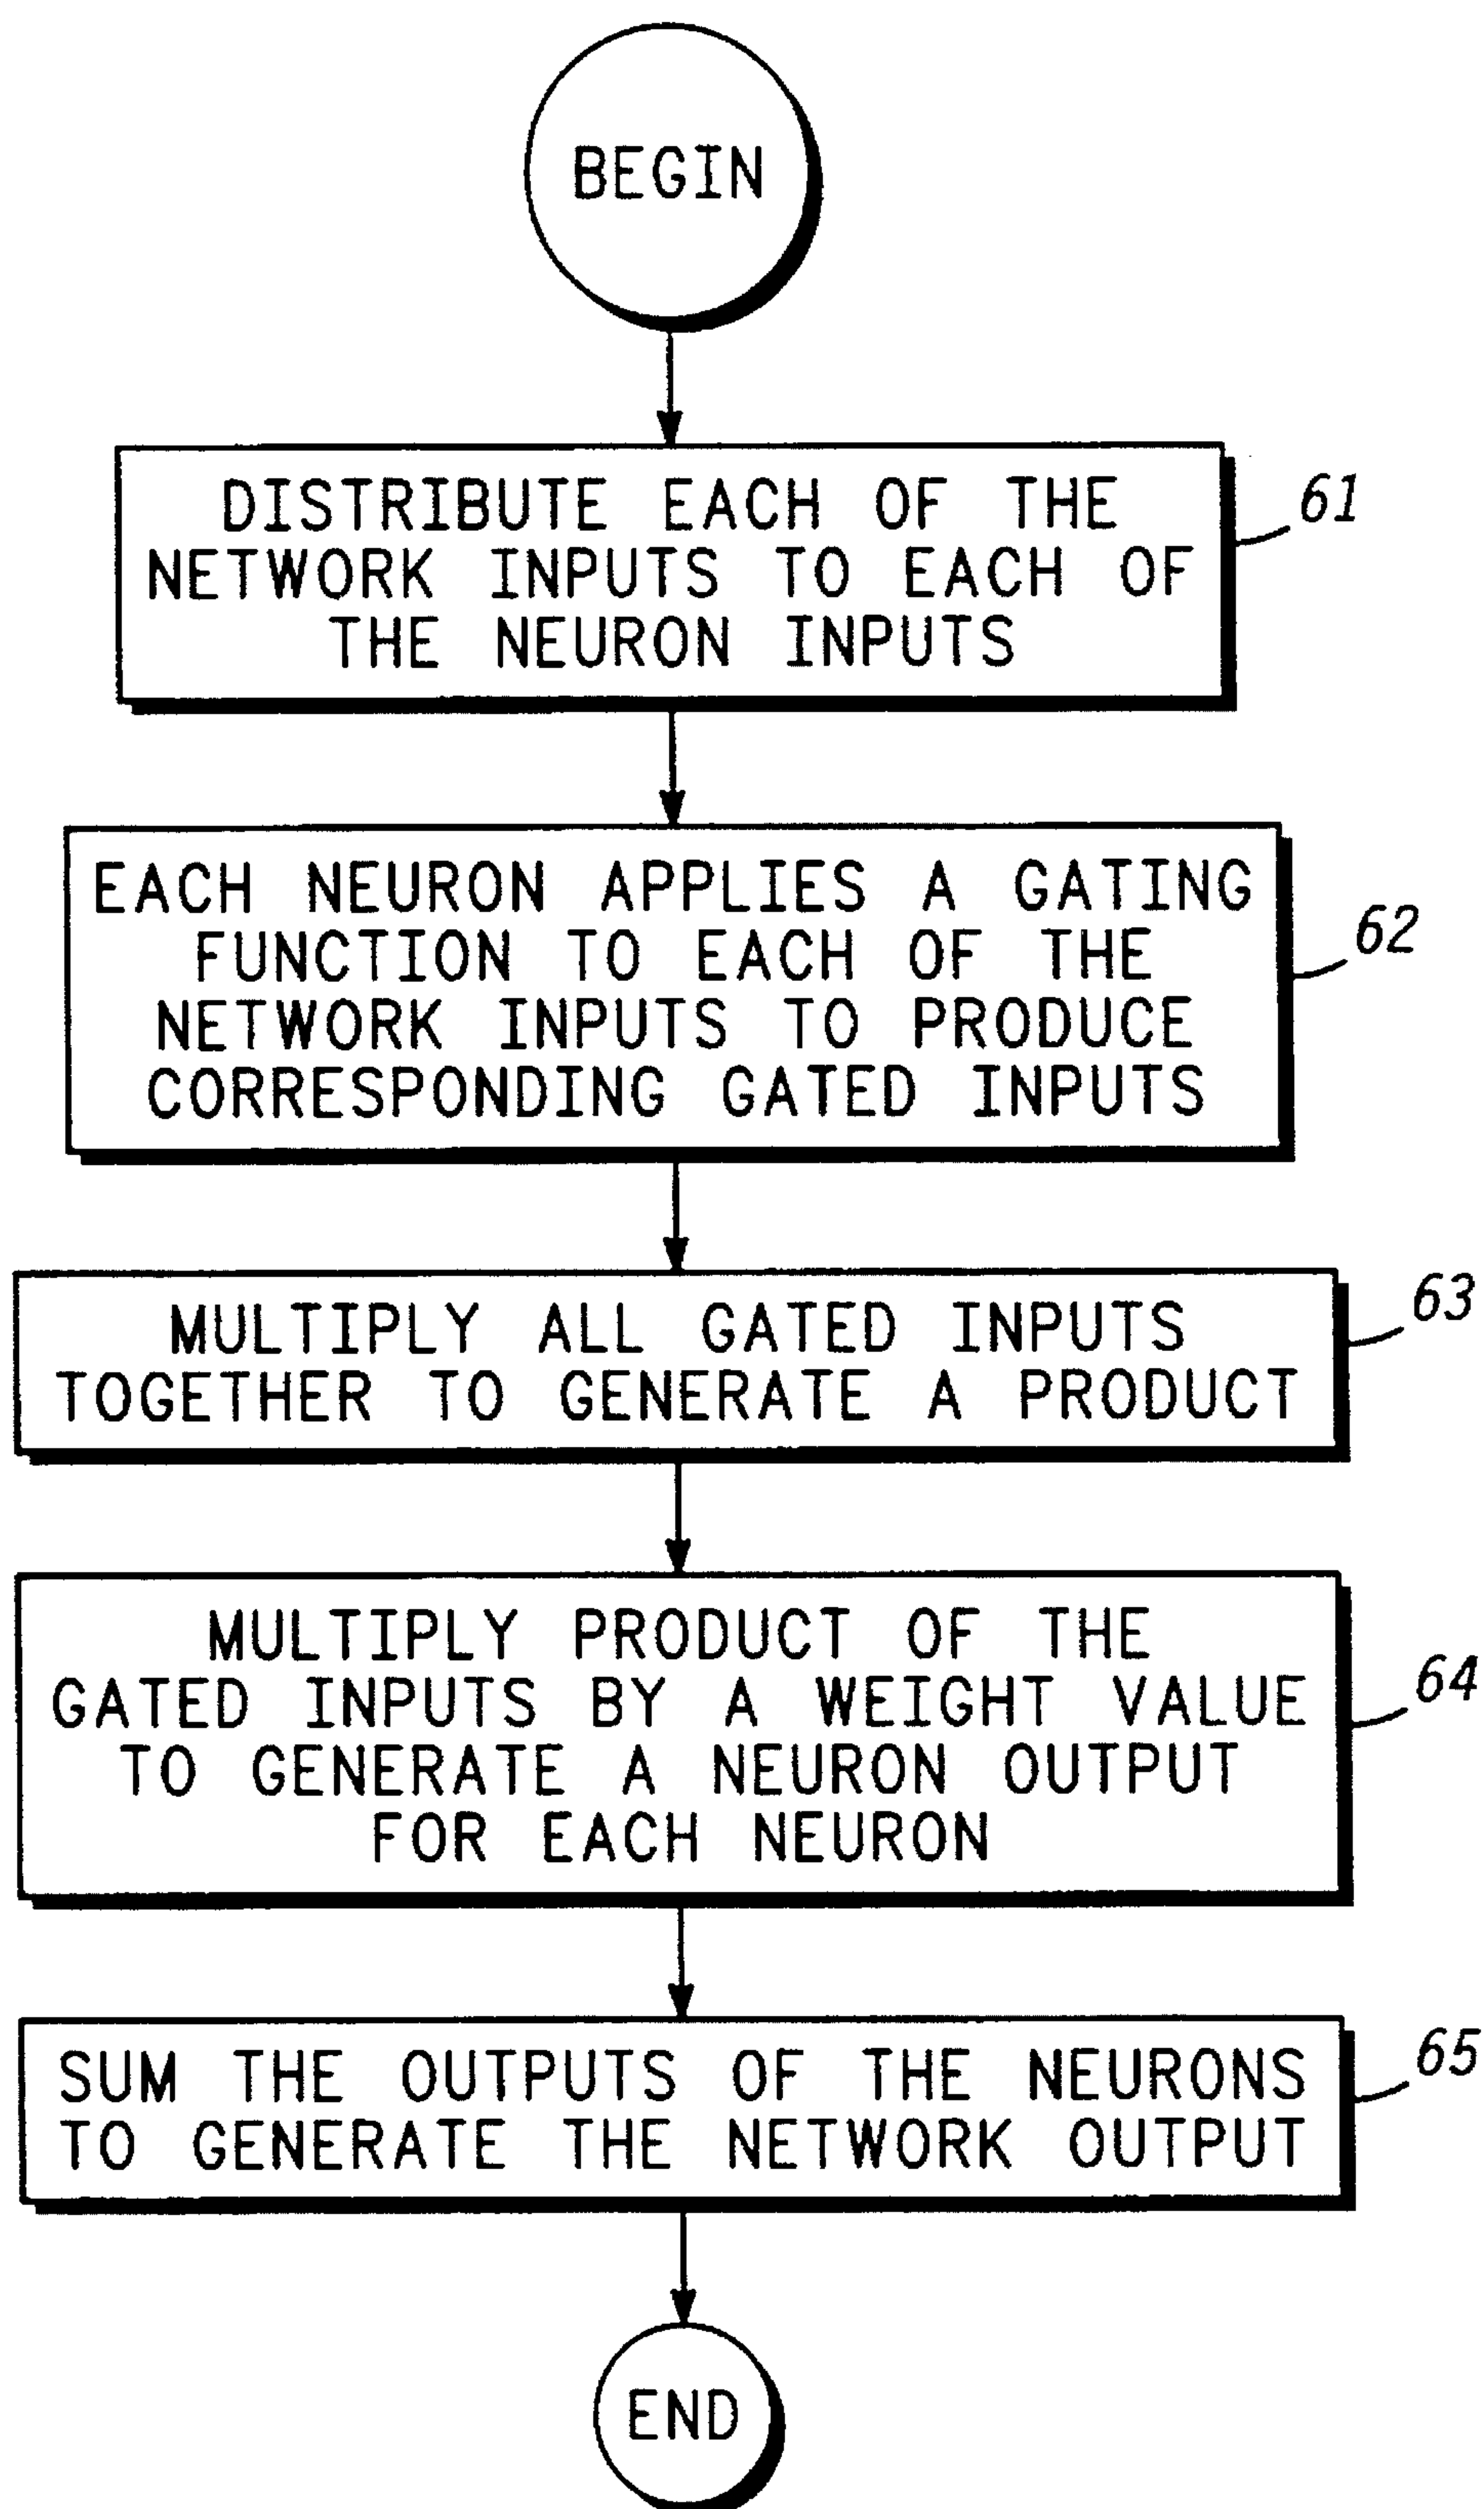 BEGIN
DISTRIBUTE EACH OF THE
NETWORK INPUTS TO EACH OF
THE NEURON INPUTS
61
EACH NEURON APPLIES A GATING
FUNCTION TO EACH OF THE
NETWORK INPUTS TO PRODUCE
CORRESPONDING GATED INPUTS
62
MULTIPLY ALL GATED INPUTS
TOGETHER TO GENERATE A PRODUCT
63
MULTIPLY PRODUCT OF THE
GATED INPUTS BY A WEIGHT VALUE
TO GENERATE A NEURON OUTPUT
FOR EACH NEURON
64
SUM THE OUTPUTS OF THE NEURONS
TO GENERATE THE NETWORK OUTPUT
65
END